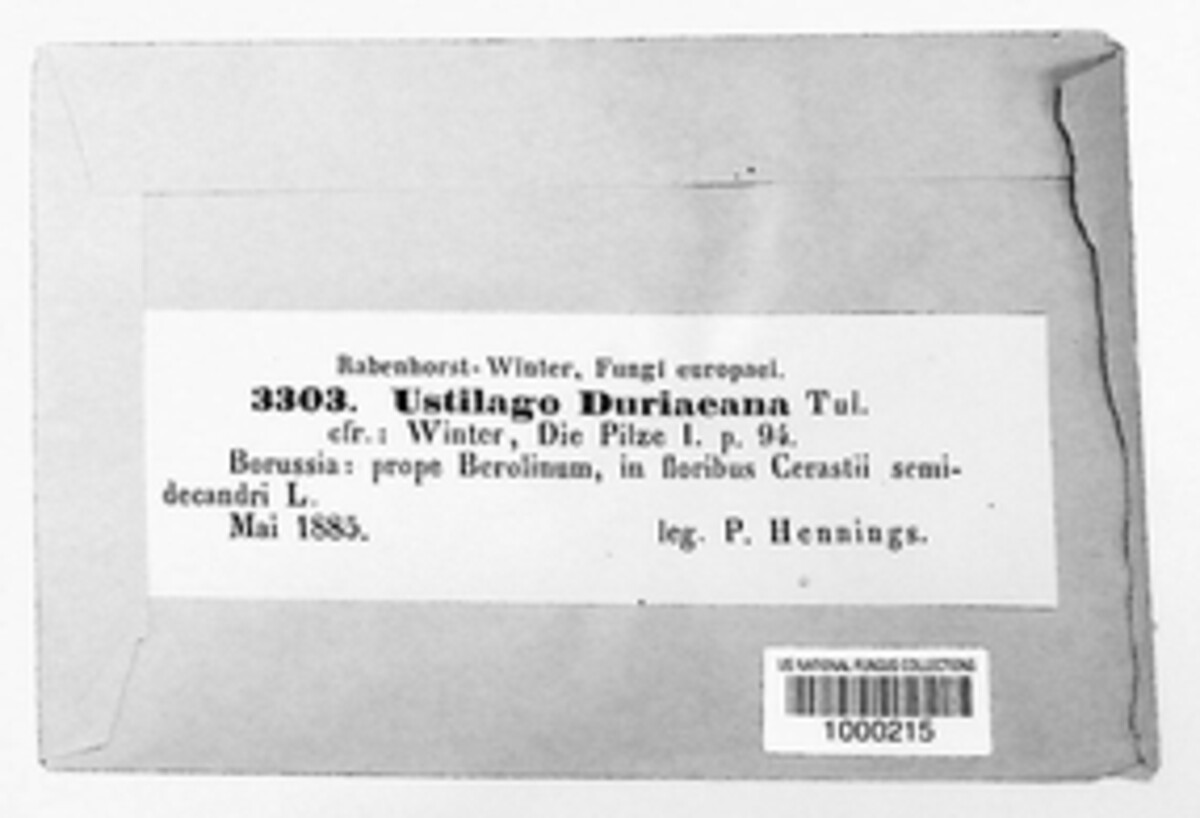 Rabenhorst-Winter, Fungi europaei.
3303. Ustilago Duriaeana Tul.
cfr.: Winter, Die Pilze I. p. 94.
Borussia: prope Berolinum, in floribus Cerastii semi-
decandri L.
Mai 1885.	leg. P. Hennings.
US NATIONAL FUNGUS COLLECTIONS
1000215